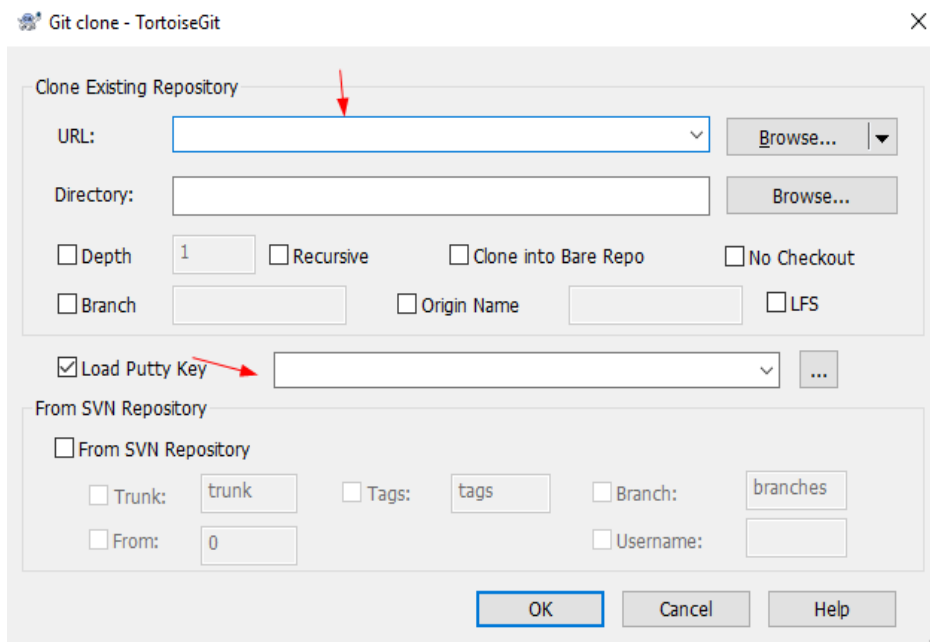 Git clone - TortoiseGit
Clone Existing Repository
URL:
Browse...
Directory:
Browse...
Depth 1 Recursive Clone into Bare Repo No Checkout
Branch Origin Name LFS
Load Putty Key ...
From SVN Repository
From SVN Repository
Trunk: trunk Tags: tags Branch: branches
From: 0 Username:
OK Cancel Help